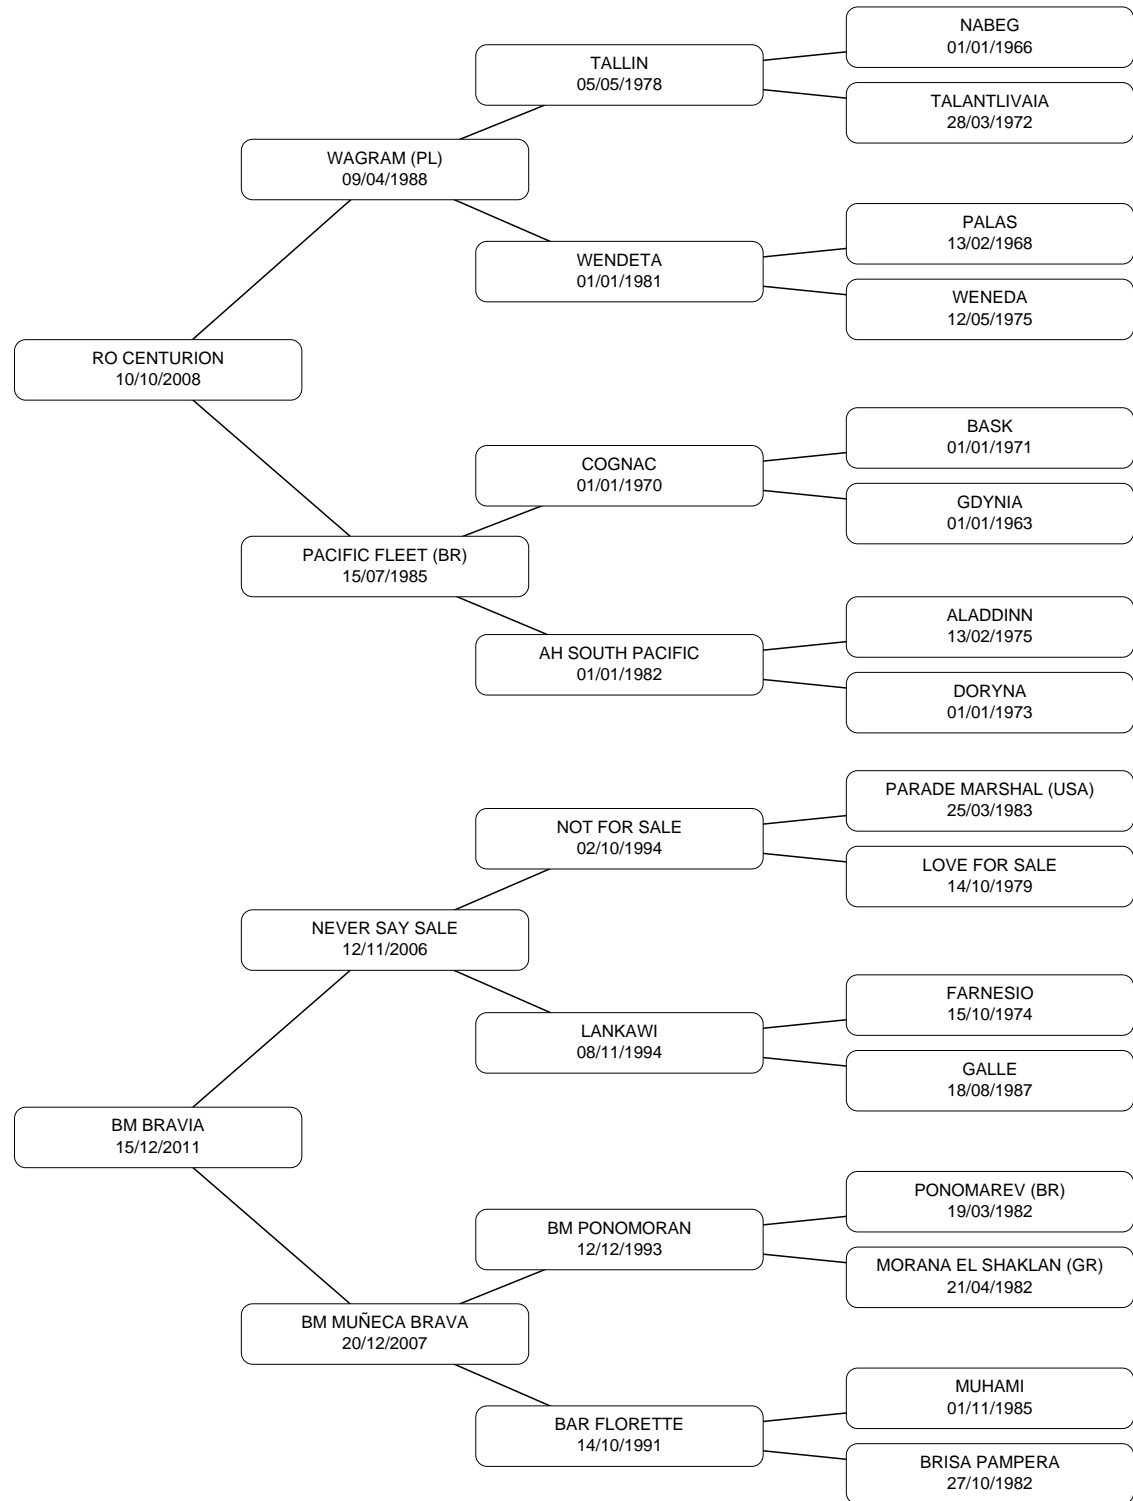 NABEG
01/01/1966
TALLIN
05/05/1978
TALANTLIVAIA
28/03/1972
WAGRAM (PL)
09/04/1988
PALAS
13/02/1968
WENDETA
01/01/1981
WENEDA
12/05/1975
RO CENTURION
10/10/2008
BASK
01/01/1971
COGNAC
01/01/1970
GDYNIA
01/01/1963
PACIFIC FLEET (BR)
15/07/1985
ALADDINN
13/02/1975
AH SOUTH PACIFIC
01/01/1982
DORYNA
01/01/1973
PARADE MARSHAL (USA)
25/03/1983
NOT FOR SALE
02/10/1994
LOVE FOR SALE
14/10/1979
NEVER SAY SALE
12/11/2006
FARNESIO
15/10/1974
LANKAWI
08/11/1994
GALLE
18/08/1987
BM BRAVIA
15/12/2011
PONOMAREV (BR)
19/03/1982
BM PONOMORAN
12/12/1993
MORANA EL SHAKLAN (GR)
21/04/1982
BM MUÑECA BRAVA
20/12/2007
MUHAMI
01/11/1985
BAR FLORETTE
14/10/1991
BRISA PAMPERA
27/10/1982